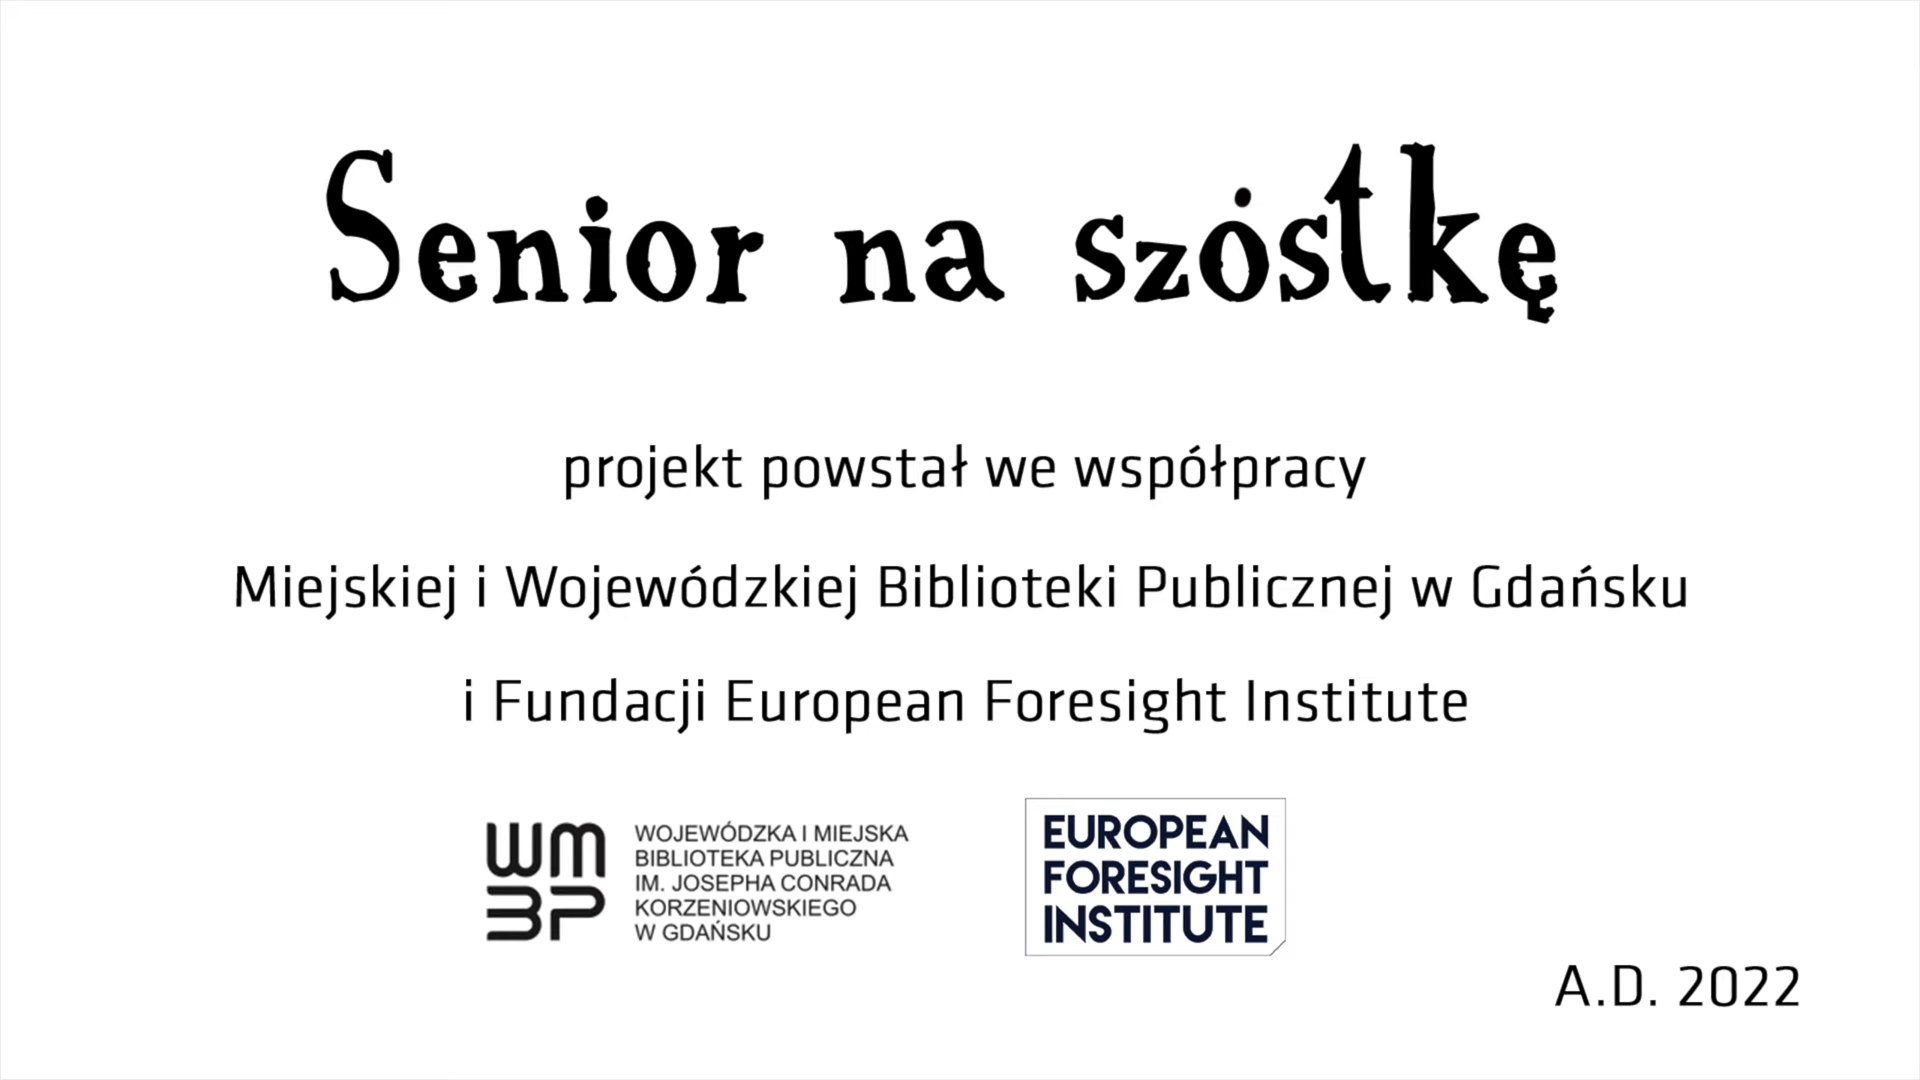 Senior na szóstkę
projekt powstał we współpracy
Miejskiej i Wojewódzkiej Biblioteki Publicznej w Gdańsku
i Fundacji European Foresight Institute
WM
BP
WOJEWÓDZKA I MIEJSKA
BIBLIOTEKA PUBLICZNA
IM. JOSEPHA CONRADA
KORZENIOWSKIEGO
W GDAŃSKU
EUROPEAN
FORESIGHT
INSTITUTE
A.D. 2022